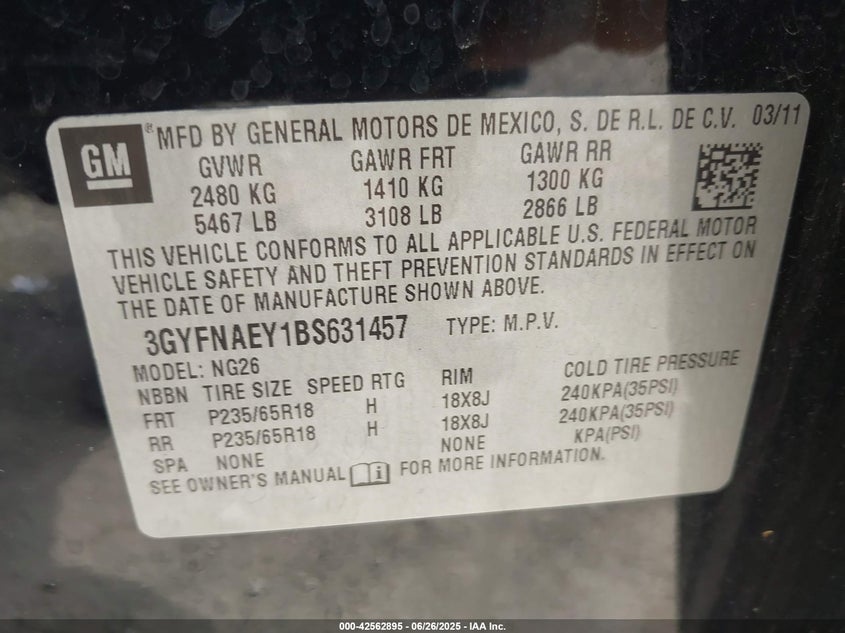 GM
® MFD BY GENERAL MOTORS DE MEXICO, S. DE R.L. DE C.V. 03/11
GVWR GAWR FRT GAWR RR
2480 KG 1410 KG 1300 KG
5467 LB 3108 LB 2866 LB
THIS VEHICLE CONFORMS TO ALL APPLICABLE U.S. FEDERAL MOTOR
VEHICLE SAFETY AND THEFT PREVENTION STANDARDS IN EFFECT ON
THE DATE OF MANUFACTURE SHOWN ABOVE.
3GYFNAEY1BS631457 TYPE: M.P.V.
MODEL: NG26
NBBN TIRE SIZE SPEED RTG RIM COLD TIRE PRESSURE
FRT P235/65R18 H 18X8J 240KPA(35PSI)
RR P235/65R18 H 18X8J 240KPA(35PSI)
SPA NONE NONE KPA(PSI)
SEE OWNER'S MANUAL i FOR MORE INFORMATION.
000-42562895 - 06/26/2025 - IAA Inc.